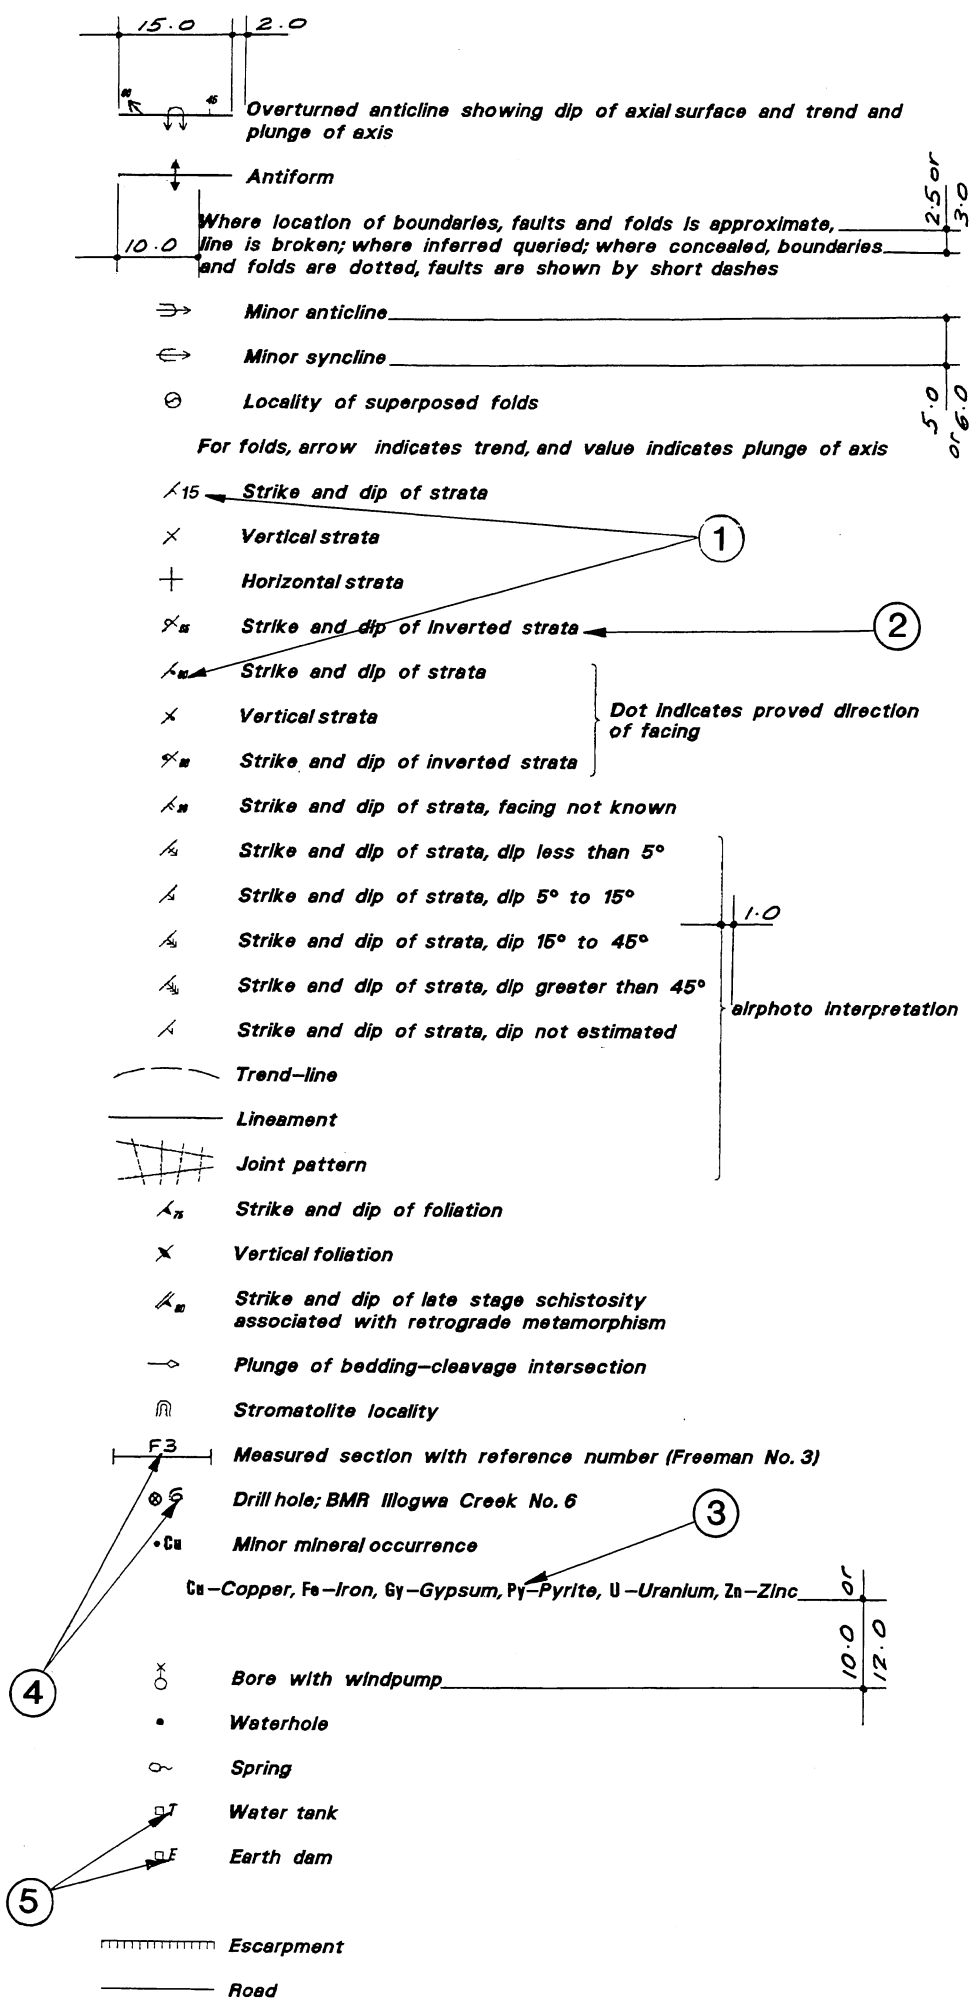 15.0 2.0
60 45
Overturned anticline showing dip of axial surface and trend and
plunge of axis
Antiform
2.5 or
3.0
Where location of boundaries, faults and folds is approximate,
10.0 line is broken; where inferred queried; where concealed, boundaries
and folds are dotted, faults are shown by short dashes
Minor anticline
Minor syncline
5.0
or 6.0
Locality of superposed folds
For folds, arrow indicates trend, and value indicates plunge of axis
15 Strike and dip of strata
1
Vertical strata
Horizontal strata
55 Strike and dip of inverted strata
2
80 Strike and dip of strata
Vertical strata
Dot indicates proved direction
of facing
80 Strike and dip of inverted strata
Strike and dip of strata, facing not known
Strike and dip of strata, dip less than 5°
Strike and dip of strata, dip 5° to 15°
1.0
Strike and dip of strata, dip 15° to 45°
Strike and dip of strata, dip greater than 45°
airphoto interpretation
Strike and dip of strata, dip not estimated
Trend-line
Lineament
Joint pattern
75 Strike and dip of foliation
Vertical foliation
80 Strike and dip of late stage schistosity
associated with retrograde metamorphism
Plunge of bedding-cleavage intersection
Stromatolite locality
F3 Measured section with reference number (Freeman No. 3)
6 Drill hole; BMR Illogwa Creek No. 6
3
Cu Minor mineral occurrence
Cu-Copper, Fe-Iron, Gy-Gypsum, Py-Pyrite, U-Uranium, Zn-Zinc
10.0 or
12.0
4
Bore with windpump
Waterhole
Spring
T Water tank
E Earth dam
5
Escarpment
Road